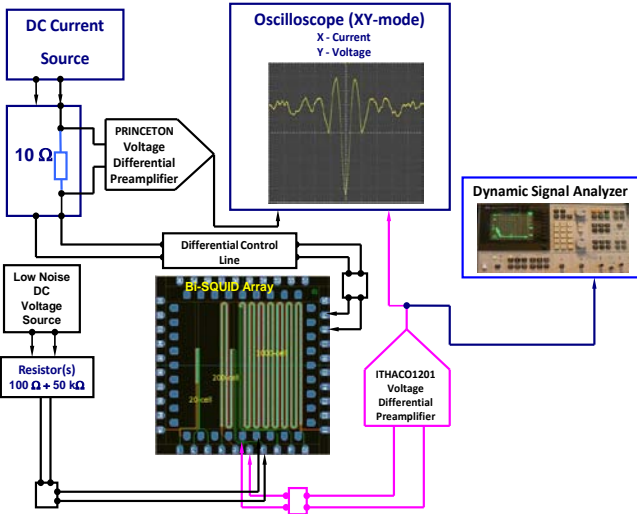 DC Current
Source
Oscilloscope (XY-mode)
X - Current
Y - Voltage
10 Ω
PRINCETON
Voltage
Differential
Preamplifier
Dynamic Signal Analyzer
Differential Control
Line
Low Noise
DC
Voltage
Source
Bi-SQUID Array
1000-cell
200-cell
20-cell
Resistor(s)
100 Ω + 50 kΩ
ITHACO1201
Voltage
Differential
Preamplifier